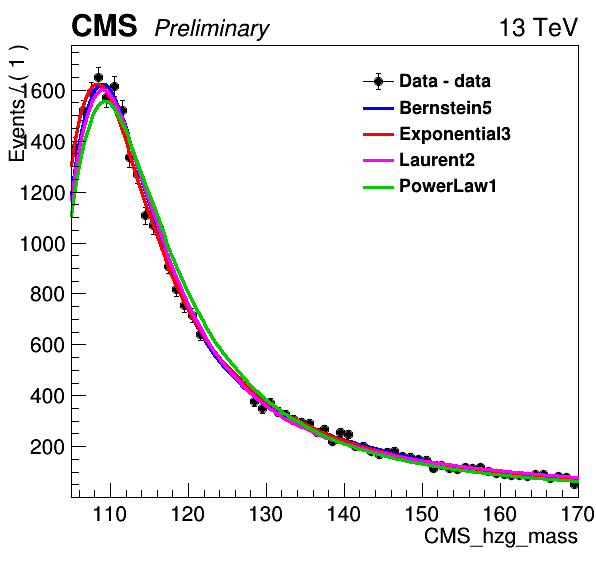 CMS Preliminary 13 TeV
Events / ( 1 )
1600
1400
1200
1000
800
600
400
200
Data - data
Bernstein5
Exponential3
Laurent2
PowerLaw1
110 120 130 140 150 160 170
CMS_hzg_mass